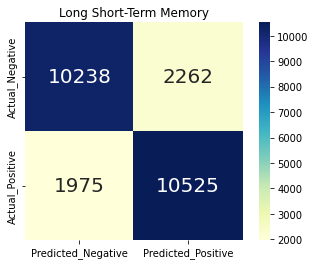 Long Short-Term Memory
Actual_Negative
10238 2262
Actual_Positive
1975 10525
Predicted_Negative Predicted_Positive
10000
9000
8000
7000
6000
5000
4000
3000
2000